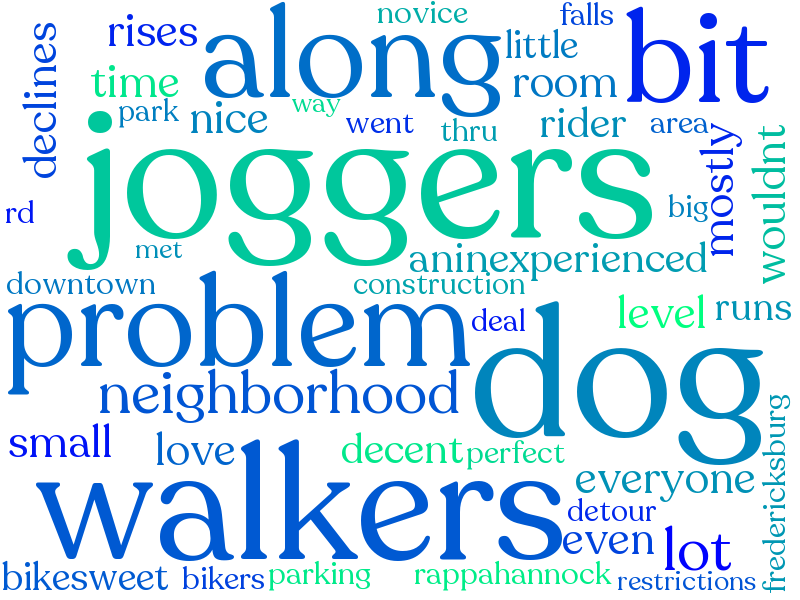 novice
falls
rises
along
little
bit
declines
time
room
park
nice
way
went
thru
rider
area
mostly
wouldnt
joggers
rd
big
met
aninexperienced
downtown
construction
problem
deal
level
runs
dog
neighborhood
small
love
decent
perfect
fredericksburg
walkers
everyone
detour
even
lot
bikesweet
bikers
parking
rappahannock
restrictions